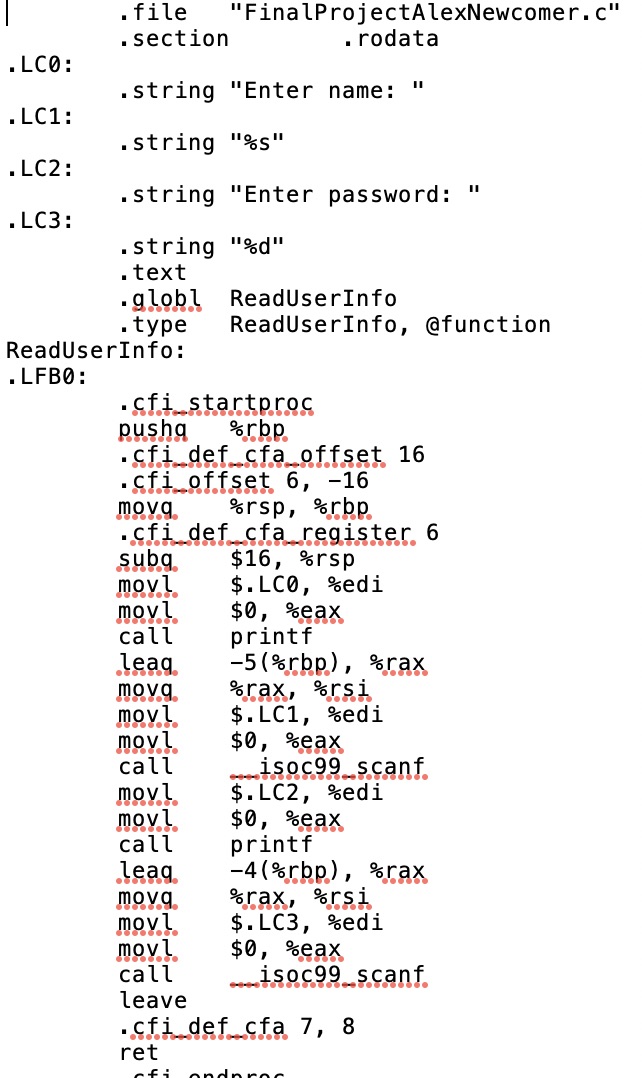 .file "FinalProjectAlexNewcomer.c"
.section .rodata
.LC0:
.string "Enter name: "
.LC1:
.string "%s"
.LC2:
.string "Enter password: "
.LC3:
.string "%d"
.text
.globl ReadUserInfo
.type ReadUserInfo, @function
ReadUserInfo:
.LFB0:
.cfi_startproc
pushq %rbp
.cfi_def_cfa_offset 16
.cfi_offset 6, -16
movq %rsp, %rbp
.cfi_def_cfa_register 6
subq $16, %rsp
movl $.LC0, %edi
movl $0, %eax
call printf
leaq -5(%rbp), %rax
movq %rax, %rsi
movl $.LC1, %edi
movl $0, %eax
call __isoc99_scanf
movl $.LC2, %edi
movl $0, %eax
call printf
leaq -4(%rbp), %rax
movq %rax, %rsi
movl $.LC3, %edi
movl $0, %eax
call __isoc99_scanf
leave
.cfi_def_cfa 7, 8
ret
.cfi_endproc